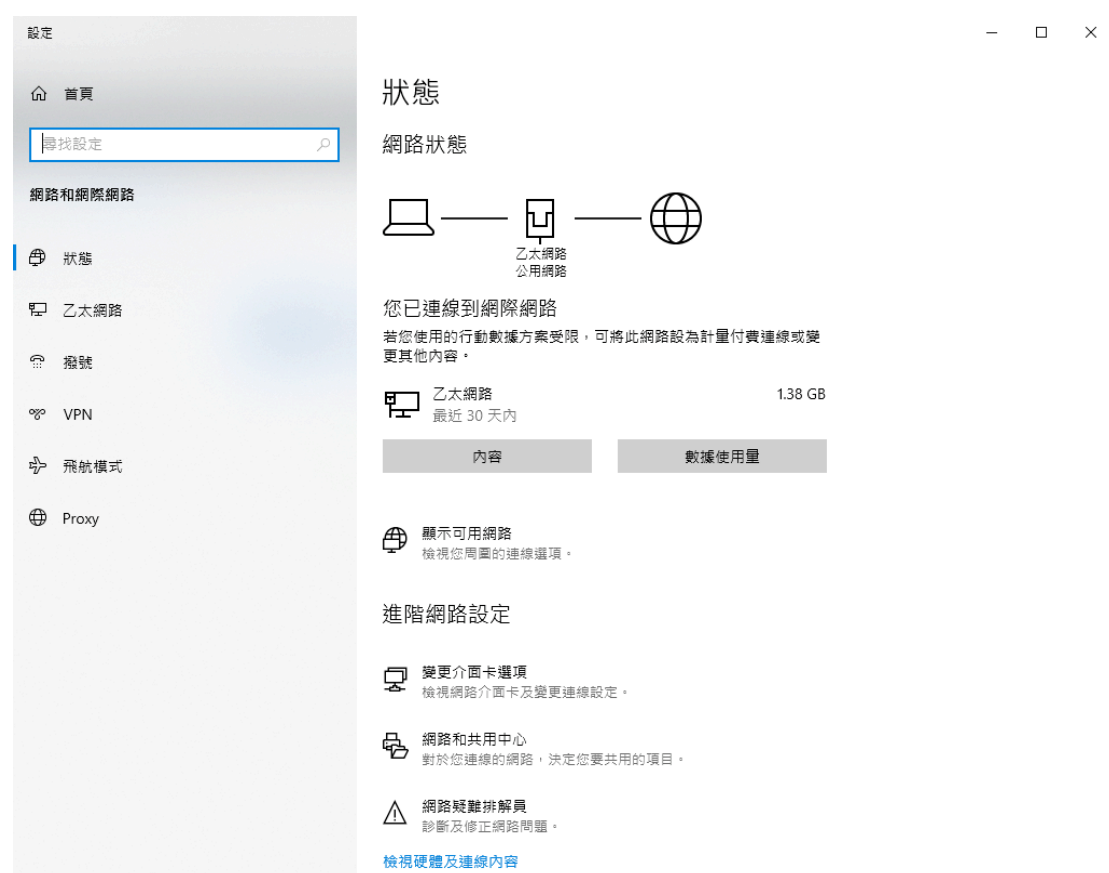 設定
首頁
尋找設定
網路和網際網路
狀態
乙太網路
撥號
VPN
飛航模式
Proxy
狀態
網路狀態
乙太網路
公用網路
您已連線到網際網路
若您使用的行動數據方案受限，可將此網路設為計量付費連線或變
更其他內容。
乙太網路 1.38 GB
最近 30 天內
內容 數據使用量
顯示可用網路
檢視您周圍的連線選項。
進階網路設定
變更介面卡選項
檢視網路介面卡及變更連線設定。
網路和共用中心
對於您連線的網路，決定您要共用的項目。
網路疑難排解員
診斷及修正網路問題。
檢視硬體及連線內容